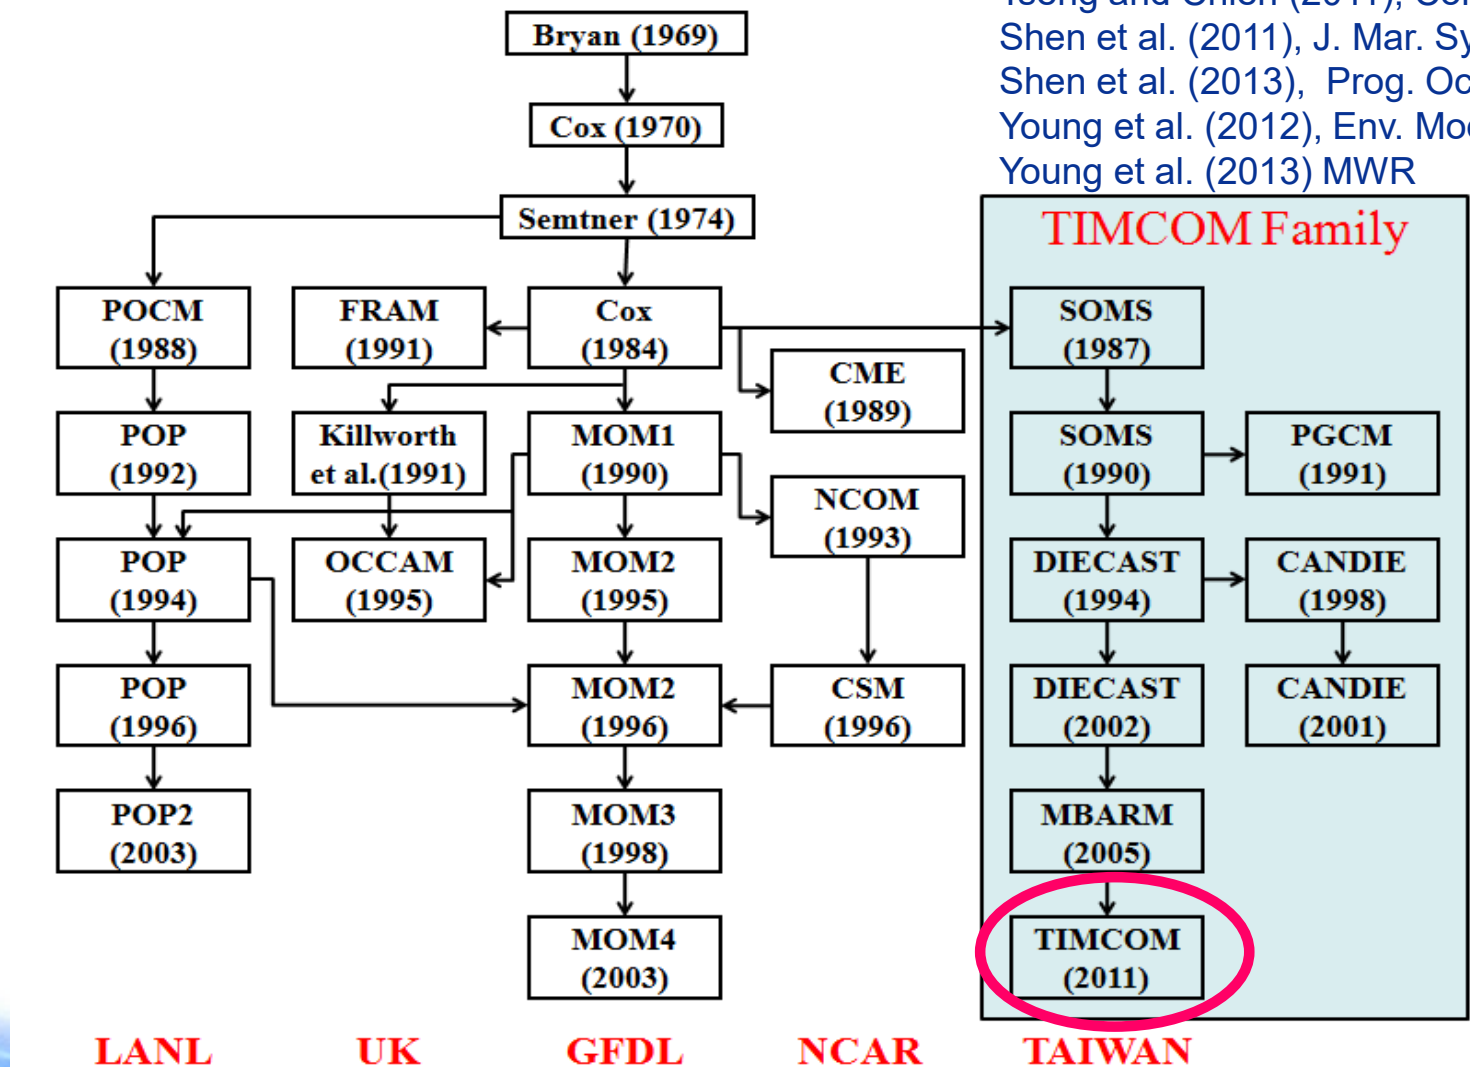 Bryan (1969)
Cox (1970)
Semtner (1974)
Shen et al. (2011), J. Mar.
Shen et al. (2013), Prog.
Young et al. (2012), Env.
Young et al. (2013) MWR
TIMCOM Family
POCM
(1988)
FRAM
(1991)
Cox
(1984)
CME
(1989)
SOMS
(1987)
POP
(1992)
Killworth
et al.(1991)
MOM1
(1990)
NCOM
(1993)
SOMS
(1990)
PGCM
(1991)
POP
(1994)
OCCAM
(1995)
MOM2
(1995)
DIECAST
(1994)
CANDIE
(1998)
POP
(1996)
MOM2
(1996)
CSM
(1996)
DIECAST
(2002)
CANDIE
(2001)
POP2
(2003)
MOM3
(1998)
MBARM
(2005)
MOM4
(2003)
TIMCOM
(2011)
LANL
UK
GFDL
NCAR
TAIWAN